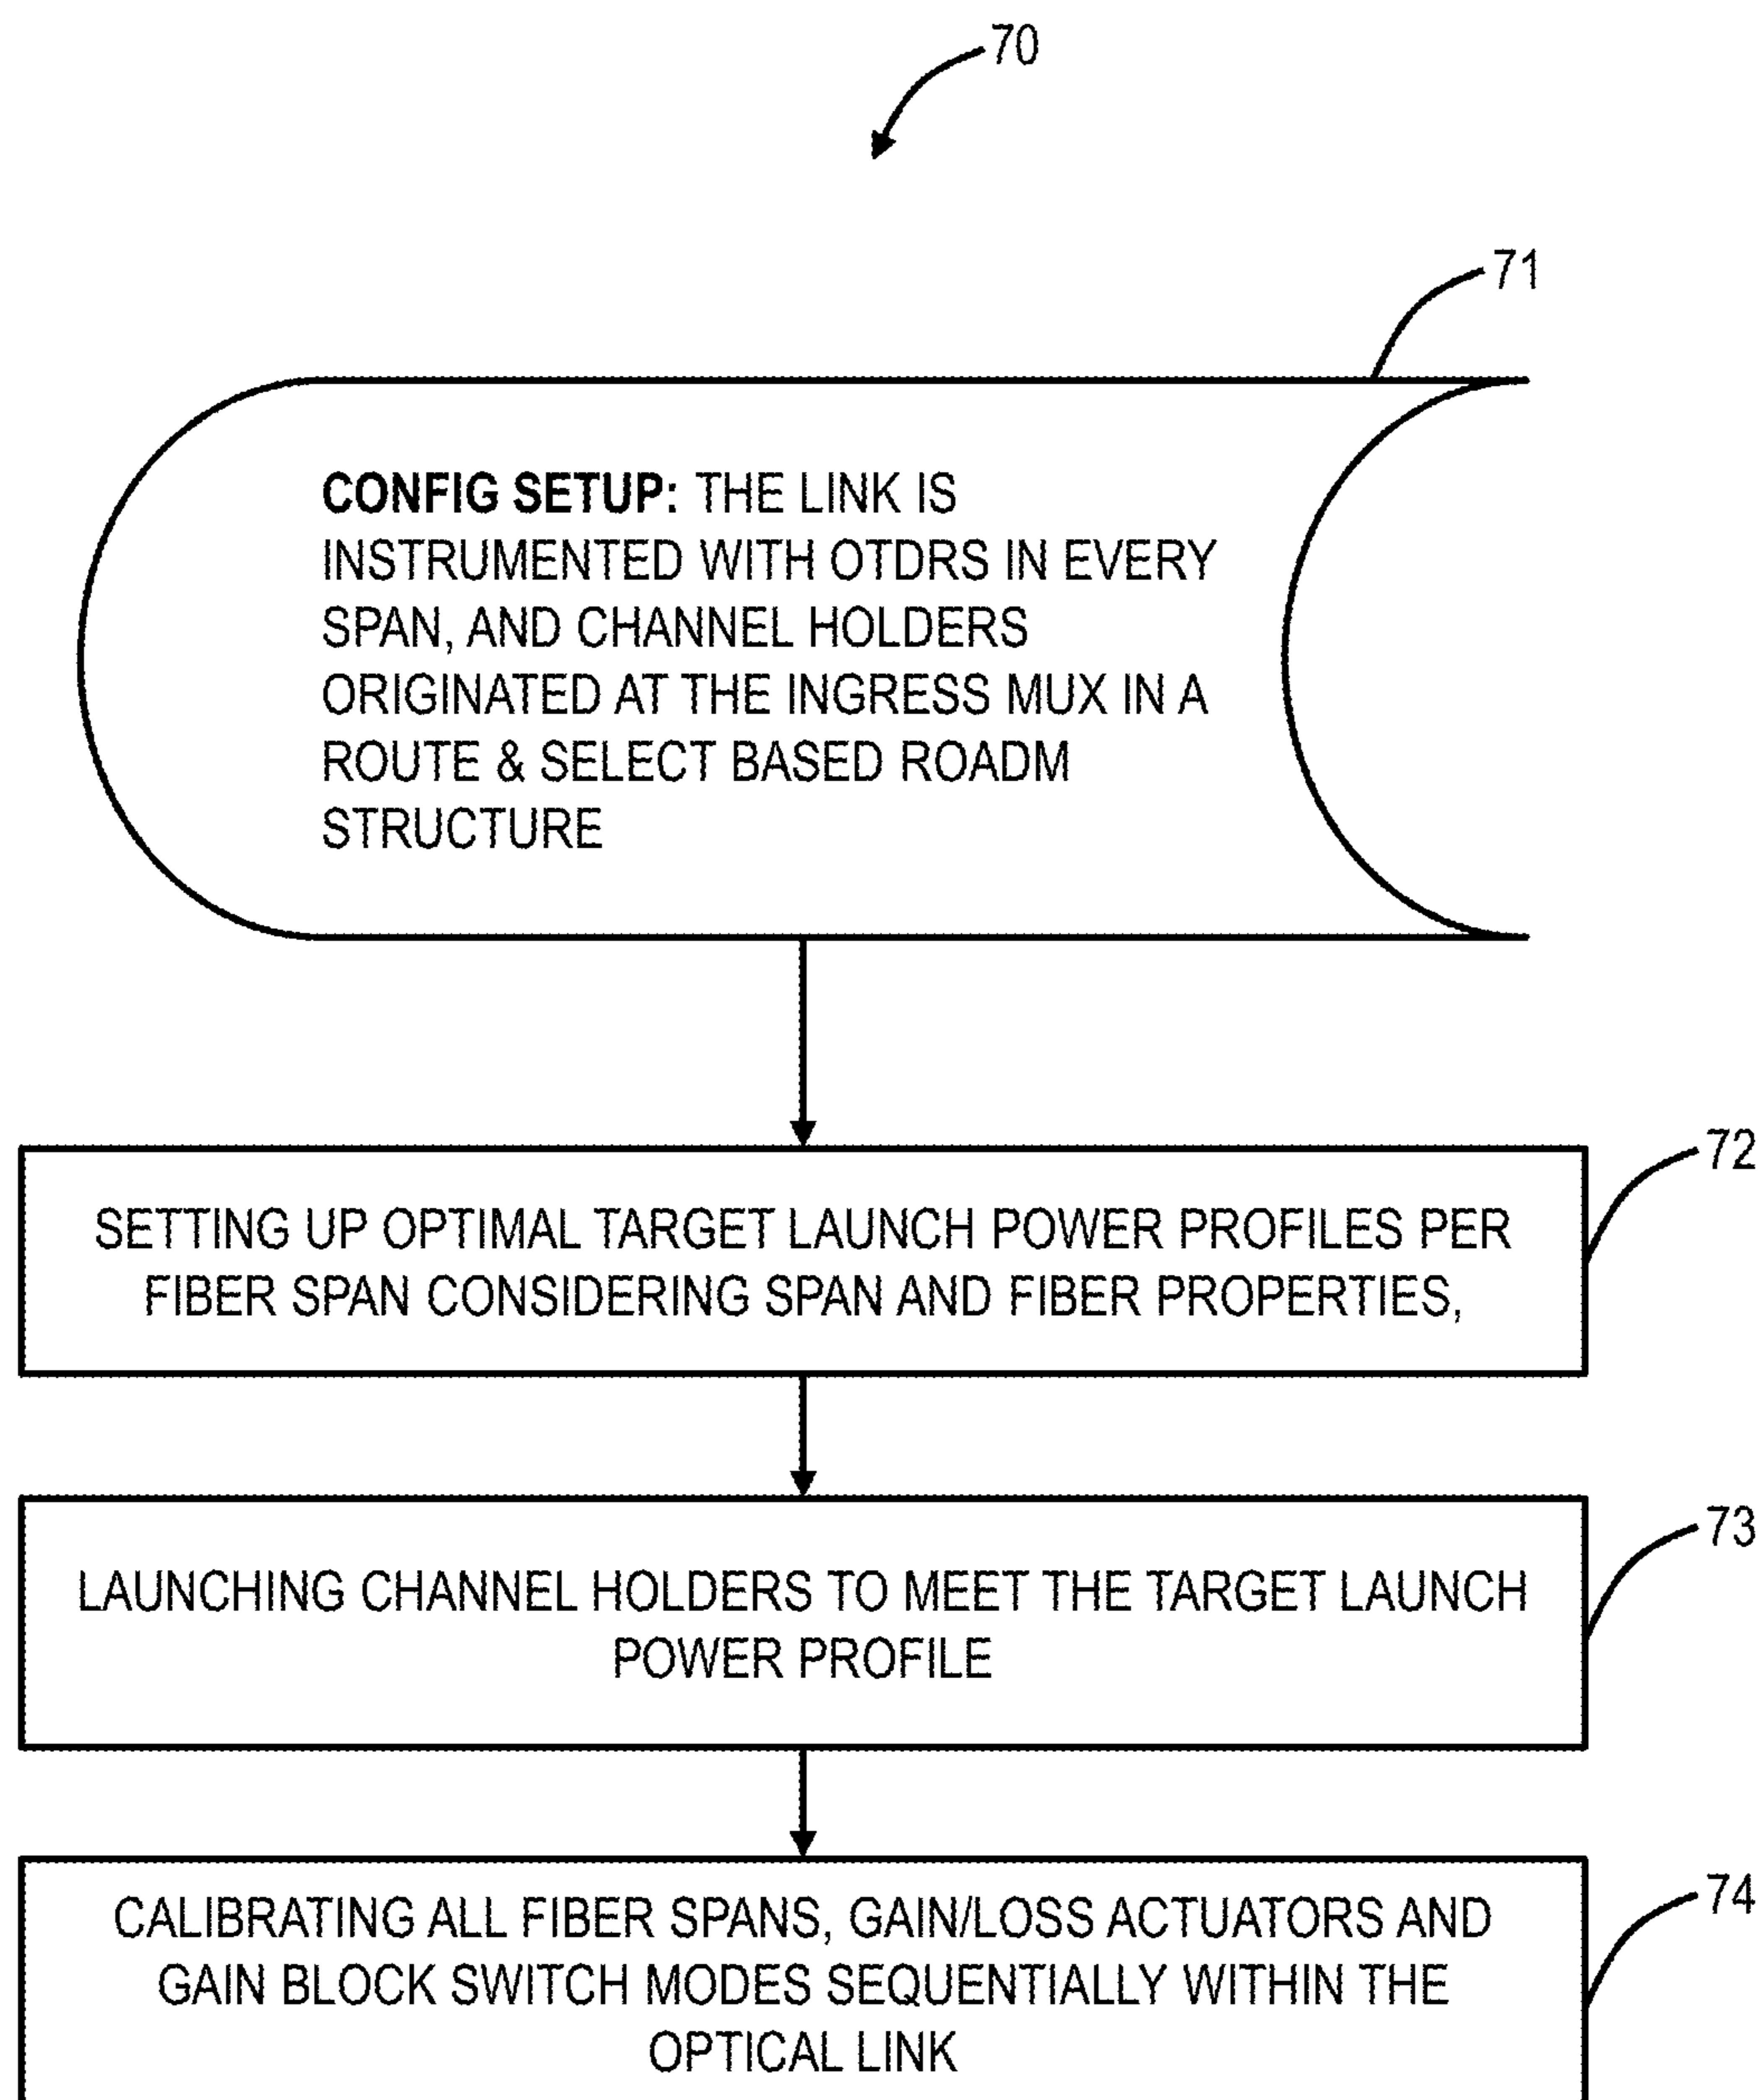 70
71
CONFIG SETUP: THE LINK IS
INSTRUMENTED WITH OTDRS IN EVERY
SPAN, AND CHANNEL HOLDERS
ORIGINATED AT THE INGRESS MUX IN A
ROUTE & SELECT BASED ROADM
STRUCTURE
72
SETTING UP OPTIMAL TARGET LAUNCH POWER PROFILES PER
FIBER SPAN CONSIDERING SPAN AND FIBER PROPERTIES,
73
LAUNCHING CHANNEL HOLDERS TO MEET THE TARGET LAUNCH
POWER PROFILE
74
CALIBRATING ALL FIBER SPANS, GAIN/LOSS ACTUATORS AND
GAIN BLOCK SWITCH MODES SEQUENTIALLY WITHIN THE
OPTICAL LINK